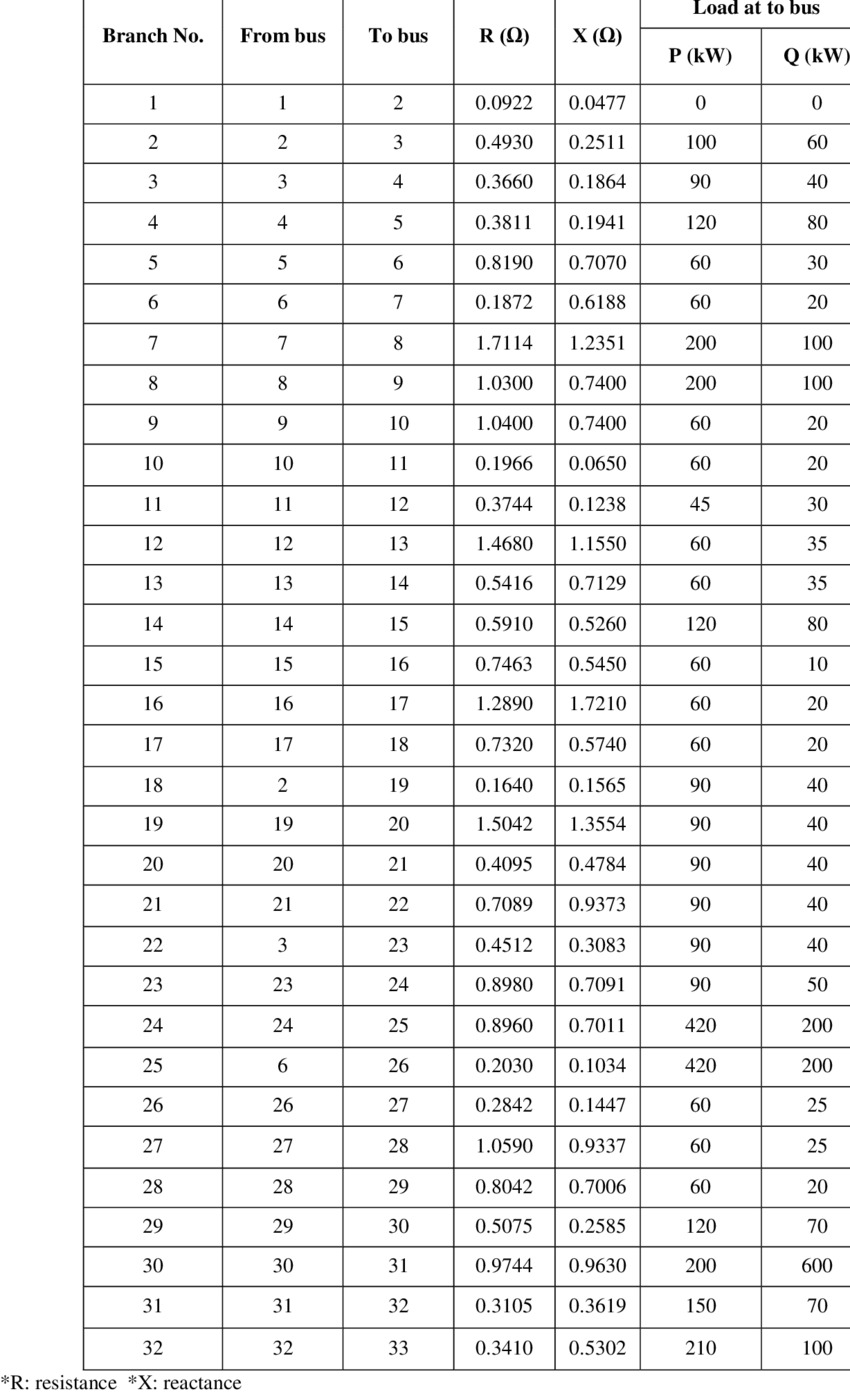 Load at to bus
Branch No. From bus To bus R (Ω) X (Ω)
P (kW) Q (kW)
1 1 2 0.0922 0.0477 0 0
2 2 3 0.4930 0.2511 100 60
3 3 4 0.3660 0.1864 90 40
4 4 5 0.3811 0.1941 120 80
5 5 6 0.8190 0.7070 60 30
6 6 7 0.1872 0.6188 60 20
7 7 8 1.7114 1.2351 200 100
8 8 9 1.0300 0.7400 200 100
9 9 10 1.0400 0.7400 60 20
10 10 11 0.1966 0.0650 60 20
11 11 12 0.3744 0.1238 45 30
12 12 13 1.4680 1.1550 60 35
13 13 14 0.5416 0.7129 60 35
14 14 15 0.5910 0.5260 120 80
15 15 16 0.7463 0.5450 60 10
16 16 17 1.2890 1.7210 60 20
17 17 18 0.7320 0.5740 60 20
18 2 19 0.1640 0.1565 90 40
19 19 20 1.5042 1.3554 90 40
20 20 21 0.4095 0.4784 90 40
21 21 22 0.7089 0.9373 90 40
22 3 23 0.4512 0.3083 90 40
23 23 24 0.8980 0.7091 90 50
24 24 25 0.8960 0.7011 420 200
25 6 26 0.2030 0.1034 420 200
26 26 27 0.2842 0.1447 60 25
27 27 28 1.0590 0.9337 60 25
28 28 29 0.8042 0.7006 60 20
29 29 30 0.5075 0.2585 120 70
30 30 31 0.9744 0.9630 200 600
31 31 32 0.3105 0.3619 150 70
32 32 33 0.3410 0.5302 210 100
*R: resistance *X: reactance